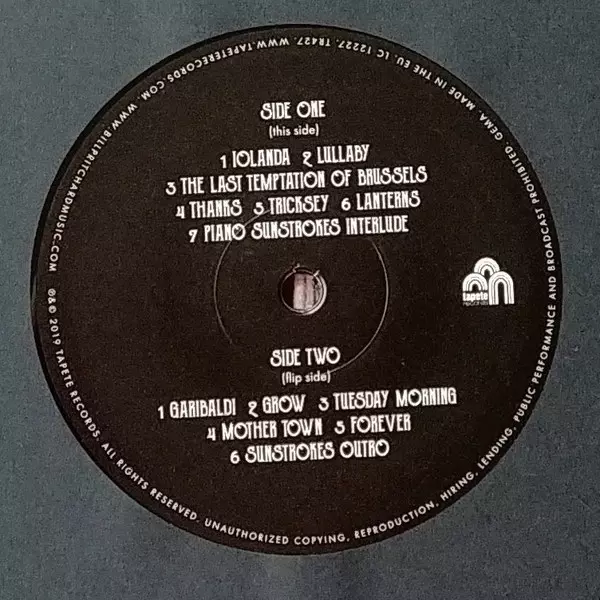 SIDE ONE
(this side)
1 IOLANDA 2 LULLABY
3 THE LAST TEMPTATION OF BRUSSELS
4 THANKS 5 TRICKSEY 6 LANTERNS
7 PIANO SUNSTROKES INTERLUDE
tapete
records
SIDE TWO
(flip side)
1 GARIBALDI 2 GROW 3 TUESDAY MORNING
4 MOTHER TOWN 5 FOREVER
6 SUNSTROKES OUTRO
℗&© 2019 TAPETE RECORDS. ALL RIGHTS RESERVED. UNAUTHORIZED COPYING, REPRODUCTION, HIRING, LENDING, PUBLIC PERFORMANCE AND BROADCAST PROHIBITED. GEMA. MADE IN THE EU. LC 12227. TR427. WWW.TAPETERECORDS.COM. WWW.BILLPRITCHARDMUSIC.COM